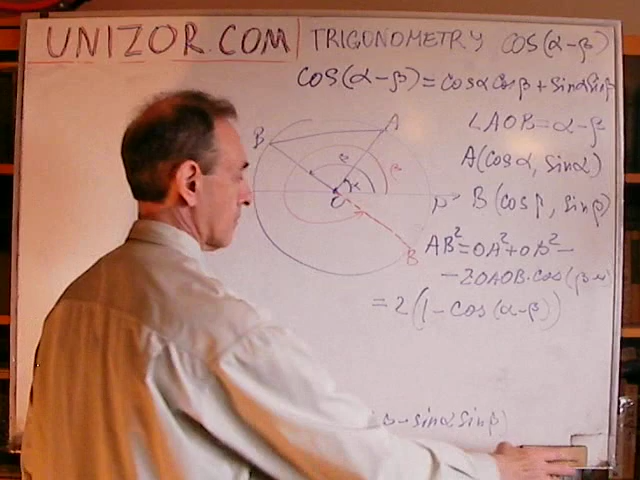 UNIZOR.COM | TRIGONOMETRY COS(α-β)
COS(α-β)=COSα COSβ + sinα sinβ
∠AOB=α-β
A(COSα, sinα)
B(COSβ, sinβ)
AB²=OA²+OB²-
-2OA·OB·COS(β-α)
=2(1-COS(α-β))
-sinα sinβ)
A
B
O
B